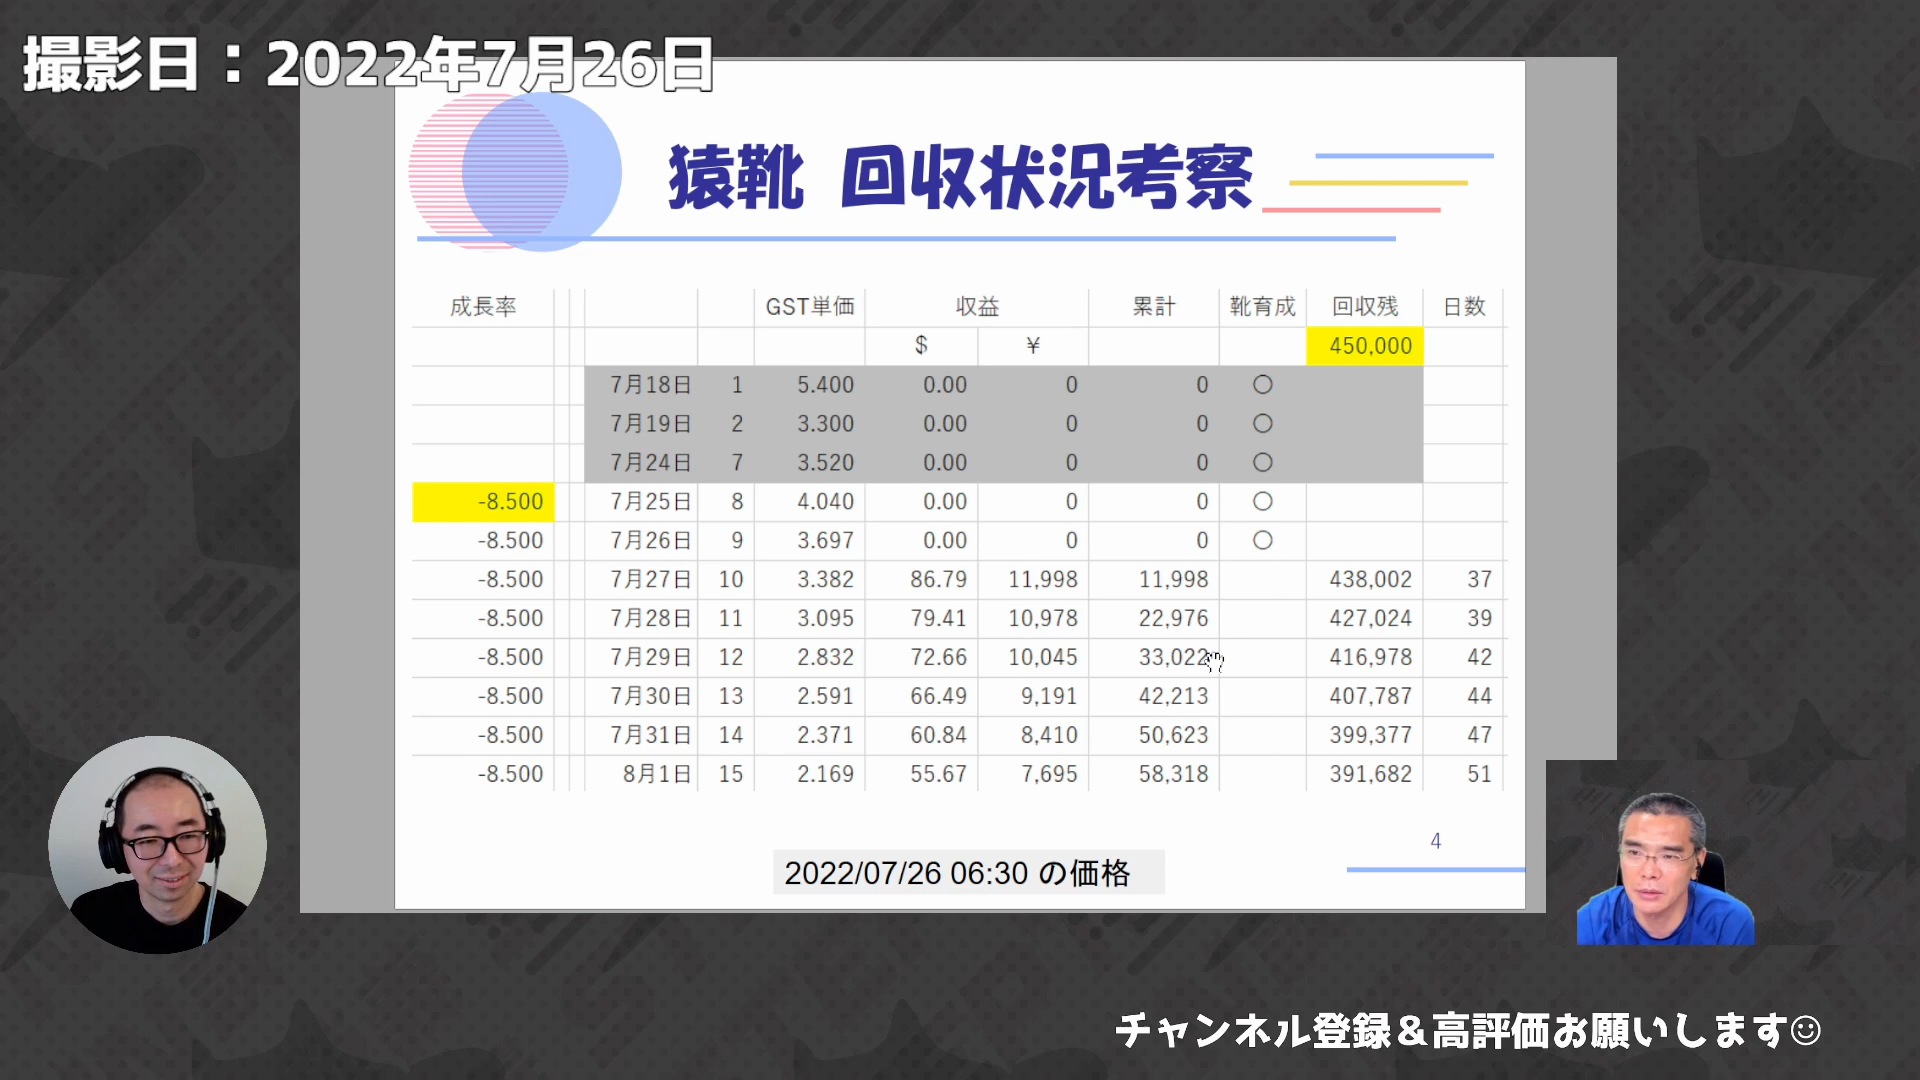 撮影日：2022年7月26日
猿靴 回収状況考察
成長率 GST単価 収益 累計 靴育成 回収残 日数
$ ¥ 450,000
7月18日 1 5.400 0.00 0 0 〇
7月19日 2 3.300 0.00 0 0 〇
7月24日 7 3.520 0.00 0 0 〇
-8.500 7月25日 8 4.040 0.00 0 0 〇
-8.500 7月26日 9 3.697 0.00 0 0 〇
-8.500 7月27日 10 3.382 86.79 11,998 11,998 438,002 37
-8.500 7月28日 11 3.095 79.41 10,978 22,976 427,024 39
-8.500 7月29日 12 2.832 72.66 10,045 33,022 416,978 42
-8.500 7月30日 13 2.591 66.49 9,191 42,213 407,787 44
-8.500 7月31日 14 2.371 60.84 8,410 50,623 399,377 47
-8.500 8月1日 15 2.169 55.67 7,695 58,318 391,682 51
4
2022/07/26 06:30 の価格
チャンネル登録＆高評価お願いします☺